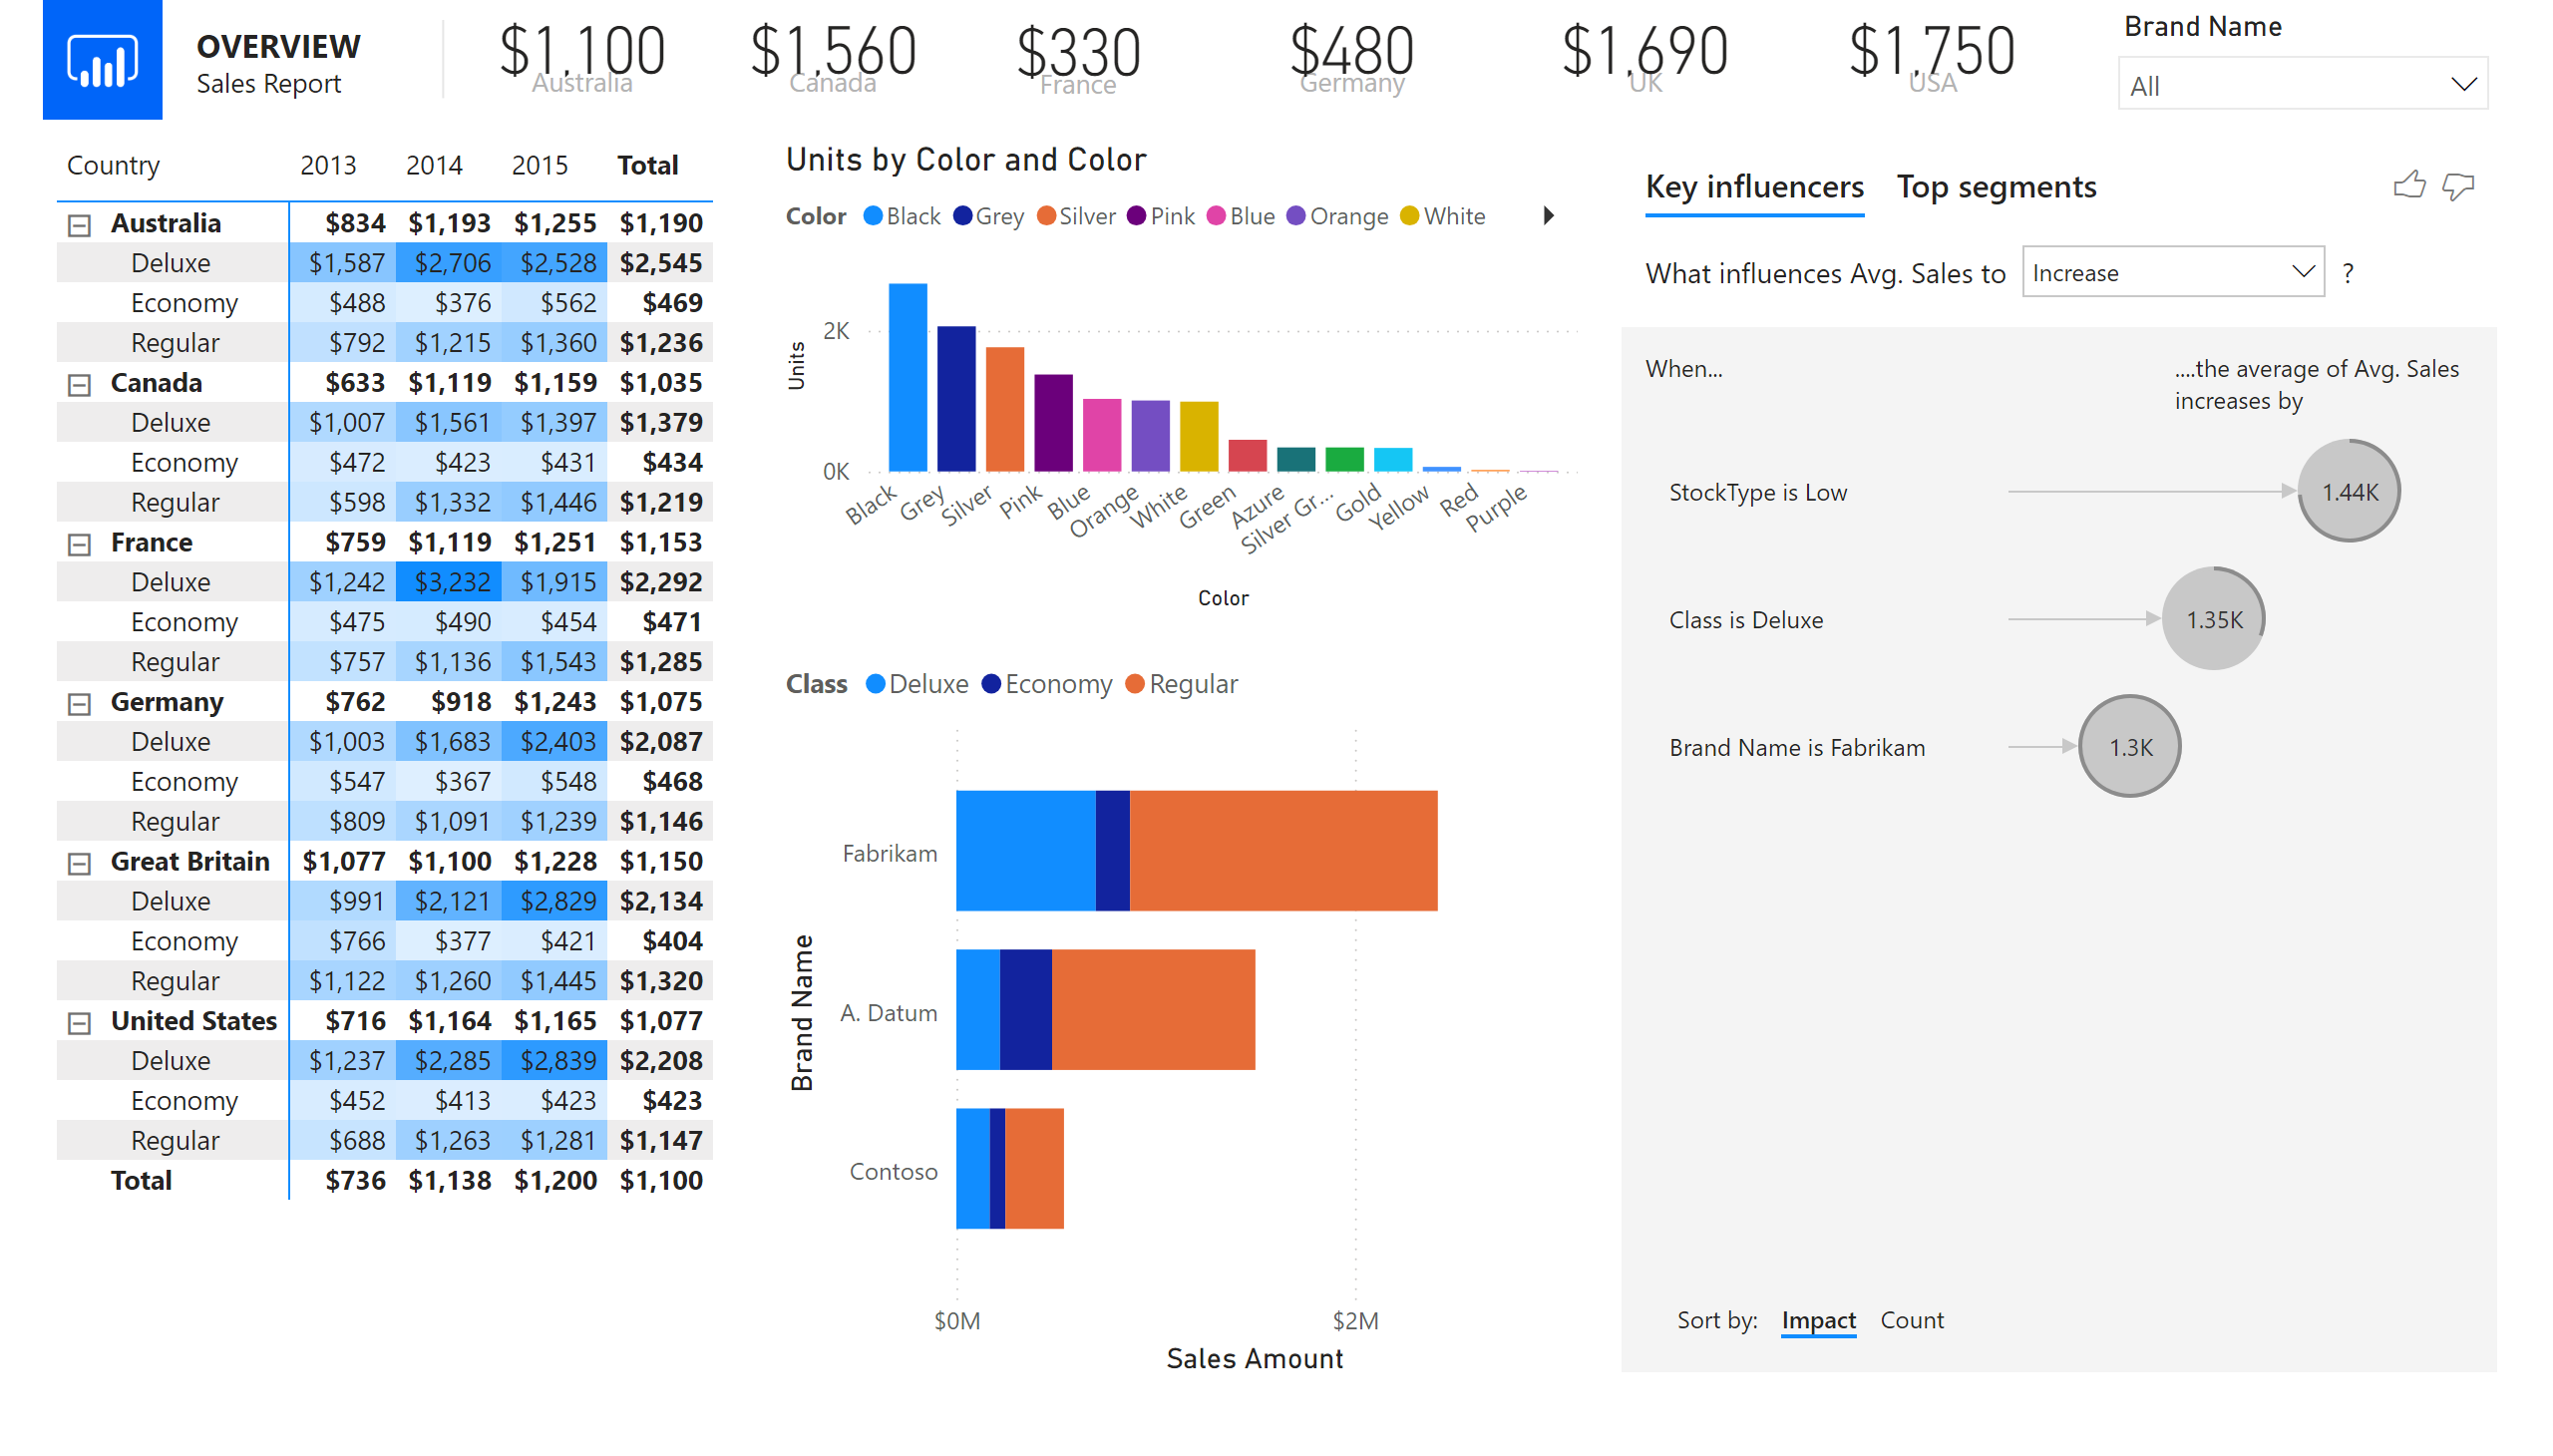 OVERVIEW
Sales Report
$1,100
Australia
$1,560
Canada
$330
France
$480
Germany
$1,690
UK
$1,750
USA
Brand Name
All
Country 2013 2014 2015 Total
Australia $834 $1,193 $1,255 $1,190
Deluxe $1,587 $2,706 $2,528 $2,545
Economy $488 $376 $562 $469
Regular $792 $1,215 $1,360 $1,236
Canada $633 $1,119 $1,159 $1,035
Deluxe $1,007 $1,561 $1,397 $1,379
Economy $472 $423 $431 $434
Regular $598 $1,332 $1,446 $1,219
France $759 $1,119 $1,251 $1,153
Deluxe $1,242 $3,232 $1,915 $2,292
Economy $475 $490 $454 $471
Regular $757 $1,136 $1,543 $1,285
Germany $762 $918 $1,243 $1,075
Deluxe $1,003 $1,683 $2,403 $2,087
Economy $547 $367 $548 $468
Regular $809 $1,091 $1,239 $1,146
Great Britain $1,077 $1,100 $1,228 $1,150
Deluxe $991 $2,121 $2,829 $2,134
Economy $766 $377 $421 $404
Regular $1,122 $1,260 $1,445 $1,320
United States $716 $1,164 $1,165 $1,077
Deluxe $1,237 $2,285 $2,839 $2,208
Economy $452 $413 $423 $423
Regular $688 $1,263 $1,281 $1,147
Total $736 $1,138 $1,200 $1,100
Units by Color and Color
Color Black Grey Silver Pink Blue Orange White
Units
2K
0K
Black
Grey
Silver
Pink
Blue
Orange
White
Green
Azure
Silver Gr...
Gold
Yellow
Red
Purple
Color
Class Deluxe Economy Regular
Brand Name
Fabrikam
A. Datum
Contoso
$0M $2M
Sales Amount
Key influencers Top segments
What influences Avg. Sales to Increase ?
When...
....the average of Avg. Sales
increases by
StockType is Low 1.44K
Class is Deluxe 1.35K
Brand Name is Fabrikam 1.3K
Sort by: Impact Count